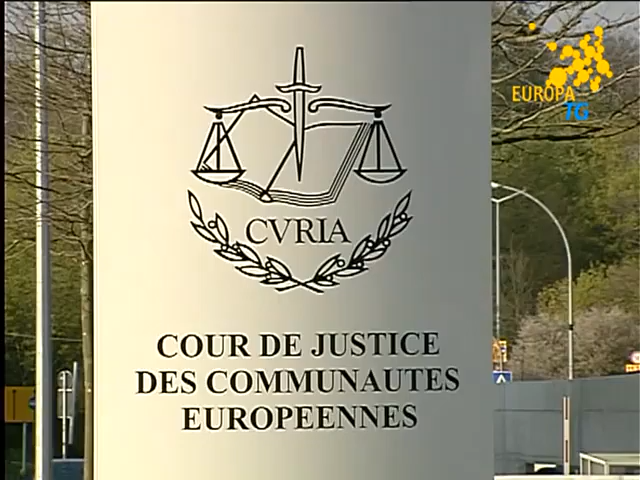 EUROPA
TG
CVRIA
COUR DE JUSTICE
DES COMMUNAUTES
EUROPEENNES